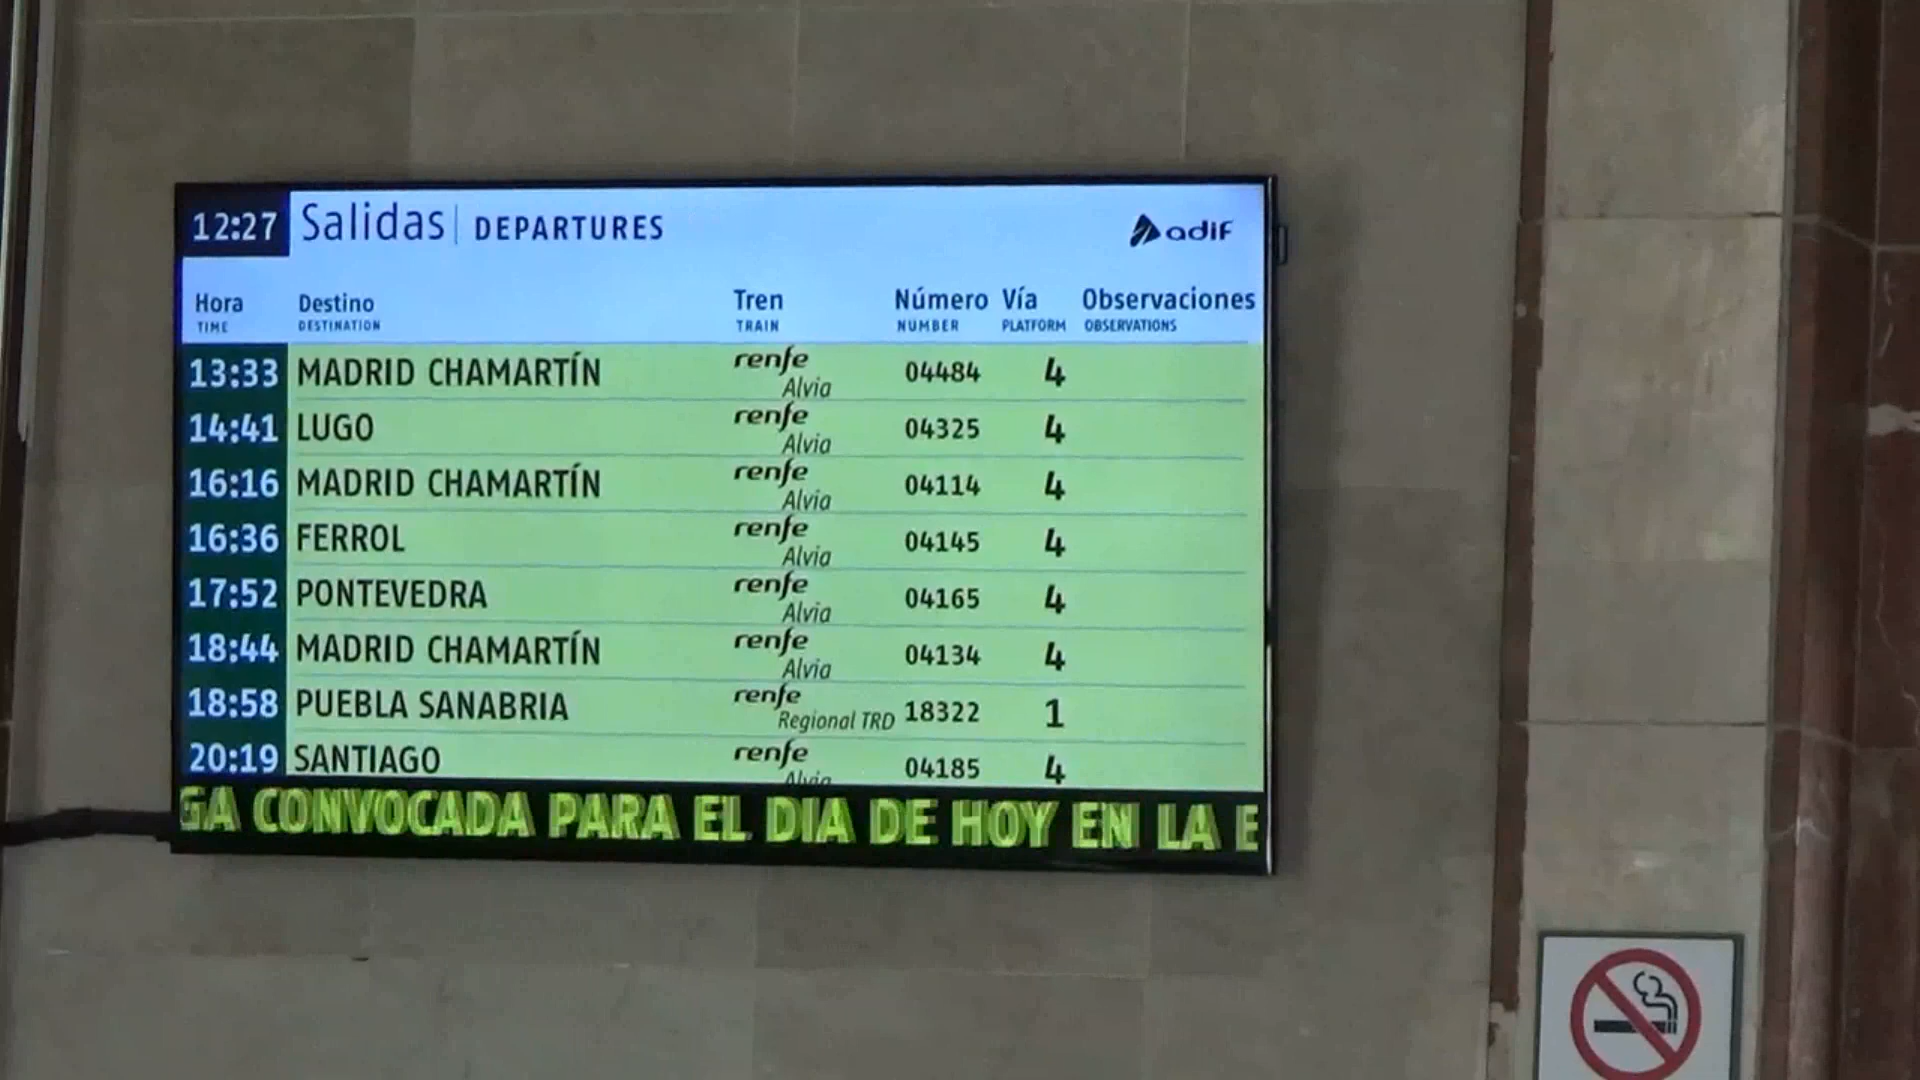 12:27 Salidas | DEPARTURES adif
Hora Destino Tren Número Vía Observaciones
TIME DESTINATION TRAIN NUMBER PLATFORM OBSERVATIONS
13:33 MADRID CHAMARTÍN renfe Alvia 04484 4
14:41 LUGO renfe Alvia 04325 4
16:16 MADRID CHAMARTÍN renfe Alvia 04114 4
16:36 FERROL renfe Alvia 04145 4
17:52 PONTEVEDRA renfe Alvia 04165 4
18:44 MADRID CHAMARTÍN renfe Alvia 04134 4
18:58 PUEBLA SANABRIA renfe Regional TRD 18322 1
20:19 SANTIAGO renfe Alvia 04185 4
GA CONVOCADA PARA EL DIA DE HOY EN LA E